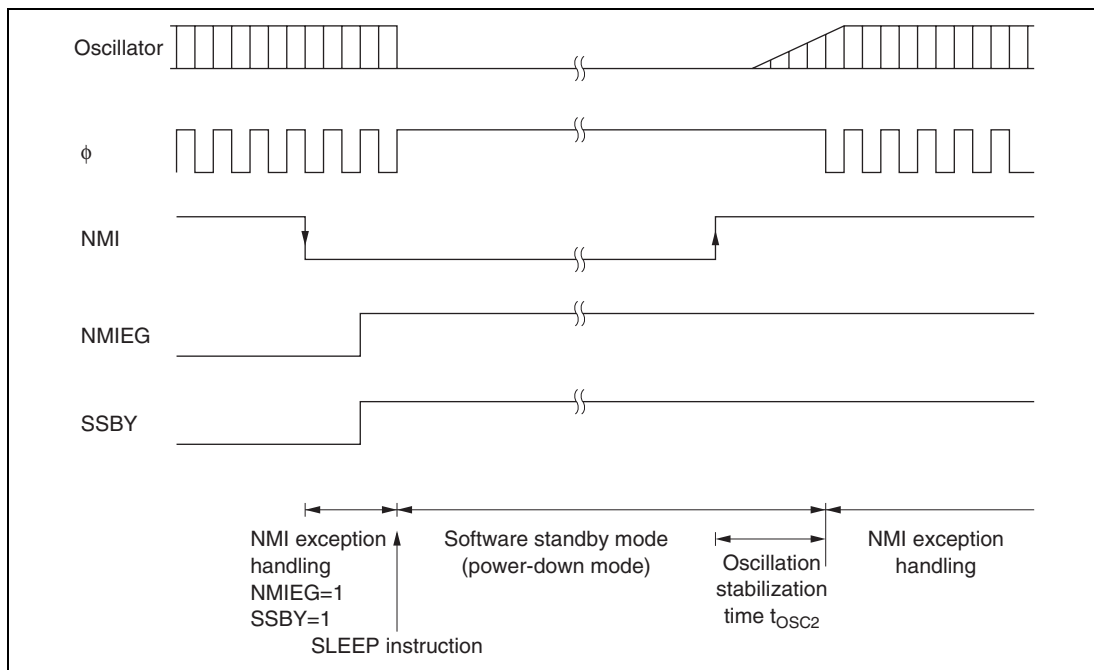 Oscillator
ϕ
NMI
NMIEG
SSBY
NMI exception
handling
NMIEG=1
SSBY=1
SLEEP instruction
Software standby mode
(power-down mode)
Oscillation
stabilization
time tOSC2
NMI exception
handling